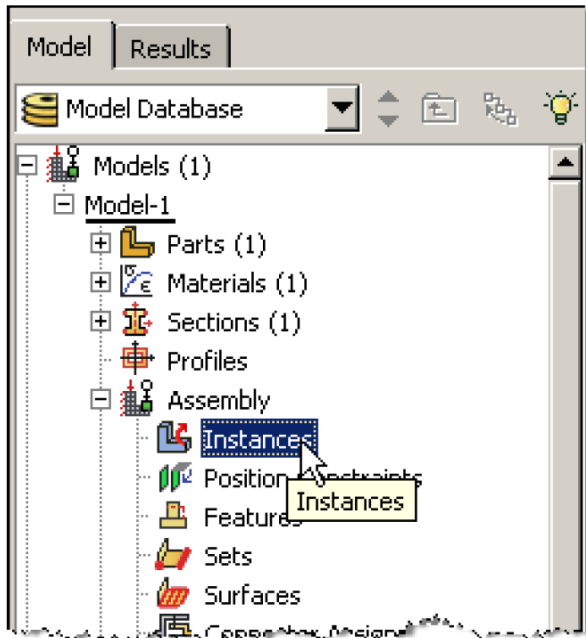 Model Results
Model Database
Models (1)
Model-1
Parts (1)
Materials (1)
Sections (1)
Profiles
Assembly
Instances
Position Constraints
Instances
Features
Sets
Surfaces
Connector